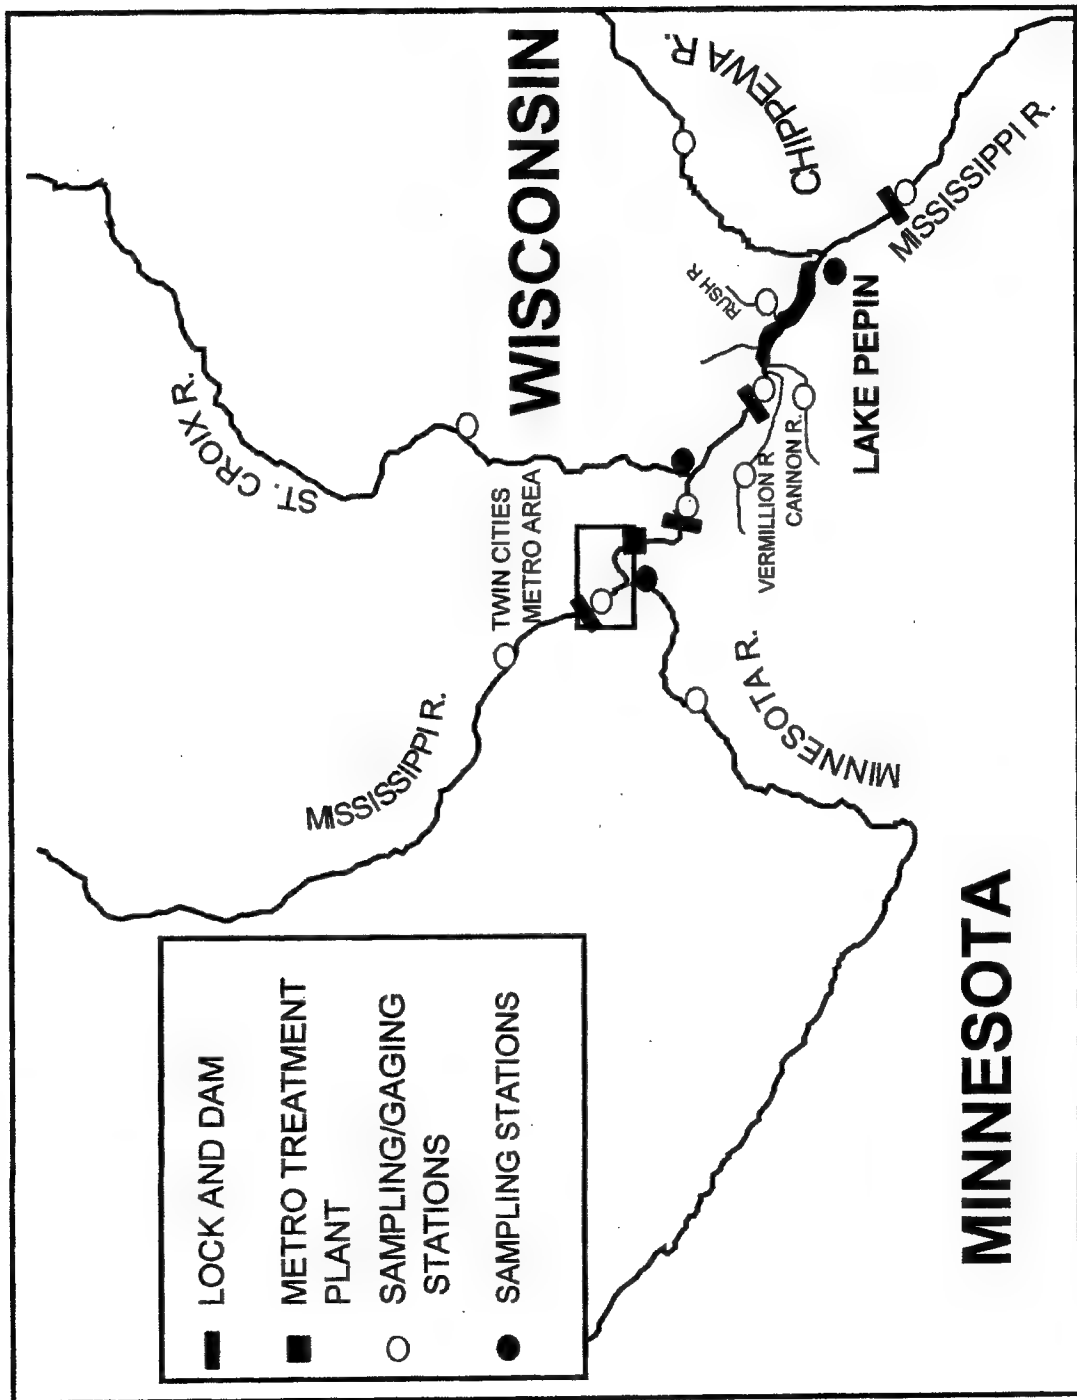 ST. CROIX R.
WISCONSIN
CHIPPEWA R.
MISSISSIPPI R.
TWIN CITIES
METRO AREA
RUSH R
MISSISSIPPI R.
LAKE PEPIN
VERMILLION R
CANNON R.
MINNESOTA R.
MINNESOTA
LOCK AND DAM
METRO TREATMENT
PLANT
SAMPLING/GAGING
STATIONS
SAMPLING STATIONS